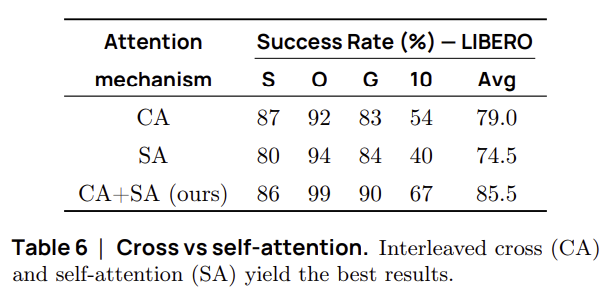 Attention Success Rate (%) – LIBERO
mechanism S O G 10 Avg
CA 87 92 83 54 79.0
SA 80 94 84 40 74.5
CA+SA (ours) 86 99 90 67 85.5
Table 6 | Cross vs self-attention. Interleaved cross (CA)
and self-attention (SA) yield the best results.